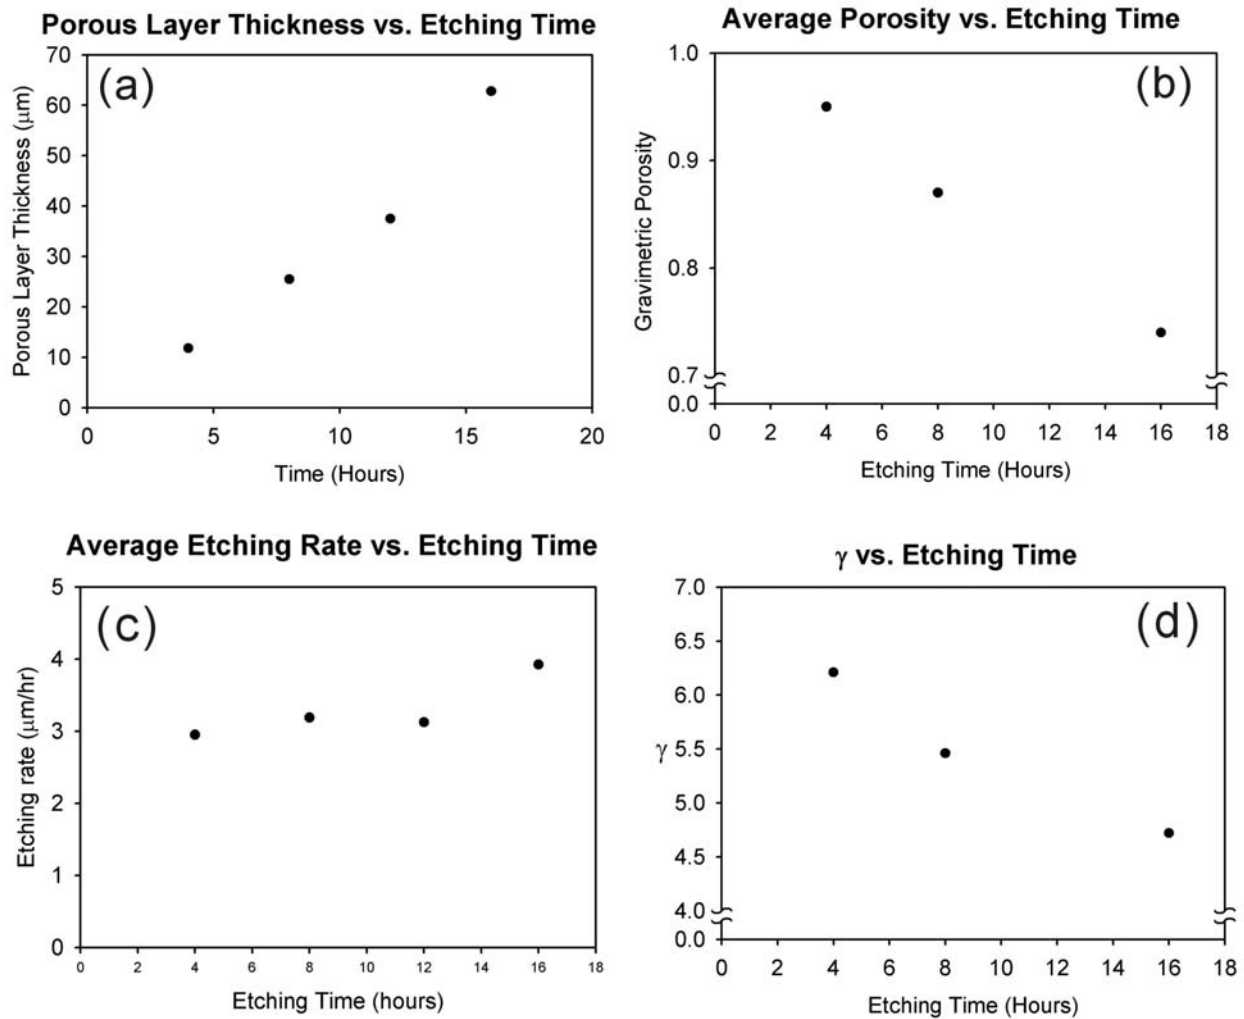 Porous Layer Thickness vs. Etching Time
(a)
Porous Layer Thickness (μm)
70
60
50
40
30
20
10
0
0 5 10 15 20
Time (Hours)
Average Porosity vs. Etching Time
(b)
Gravimetric Porosity
1.0
0.9
0.8
0.7
0.0
0 2 4 6 8 10 12 14 16 18
Etching Time (Hours)
Average Etching Rate vs. Etching Time
(c)
Etching rate (μm/hr)
5
4
3
2
1
0
0 2 4 6 8 10 12 14 16 18
Etching Time (hours)
γ vs. Etching Time
(d)
γ
7.0
6.5
6.0
5.5
5.0
4.5
4.0
0.0
0 2 4 6 8 10 12 14 16 18
Etching Time (Hours)